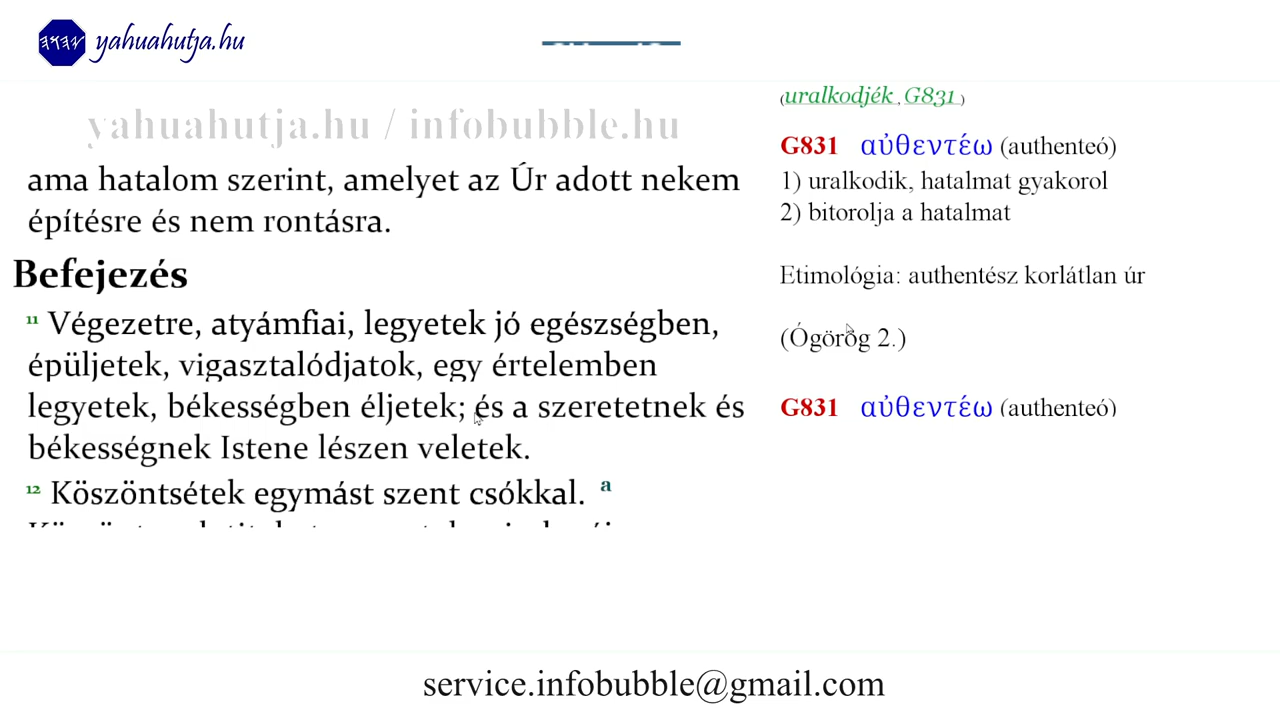 yahuahutja.hu
yahuahutja.hu / infobubble.hu
ama hatalom szerint, amelyet az Úr adott nekem
építésre és nem rontásra.
Befejezés
11 Végezetre, atyámfiai, legyetek jó egészségben,
épüljetek, vigasztalódjatok, egy értelemben
legyetek, békességben éljetek; és a szeretetnek és
békességnek Istene lészen veletek.
12 Köszöntsétek egymást szent csókkal. a
(uralkodjék , G831 )
G831 αὐθεντέω (authenteó)
1) uralkodik, hatalmat gyakorol
2) bitorolja a hatalmat
Etimológia: authentész korlátlan úr
(Ógörög 2.)
G831 αὐθεντέω (authenteó)
service.infobubble@gmail.com